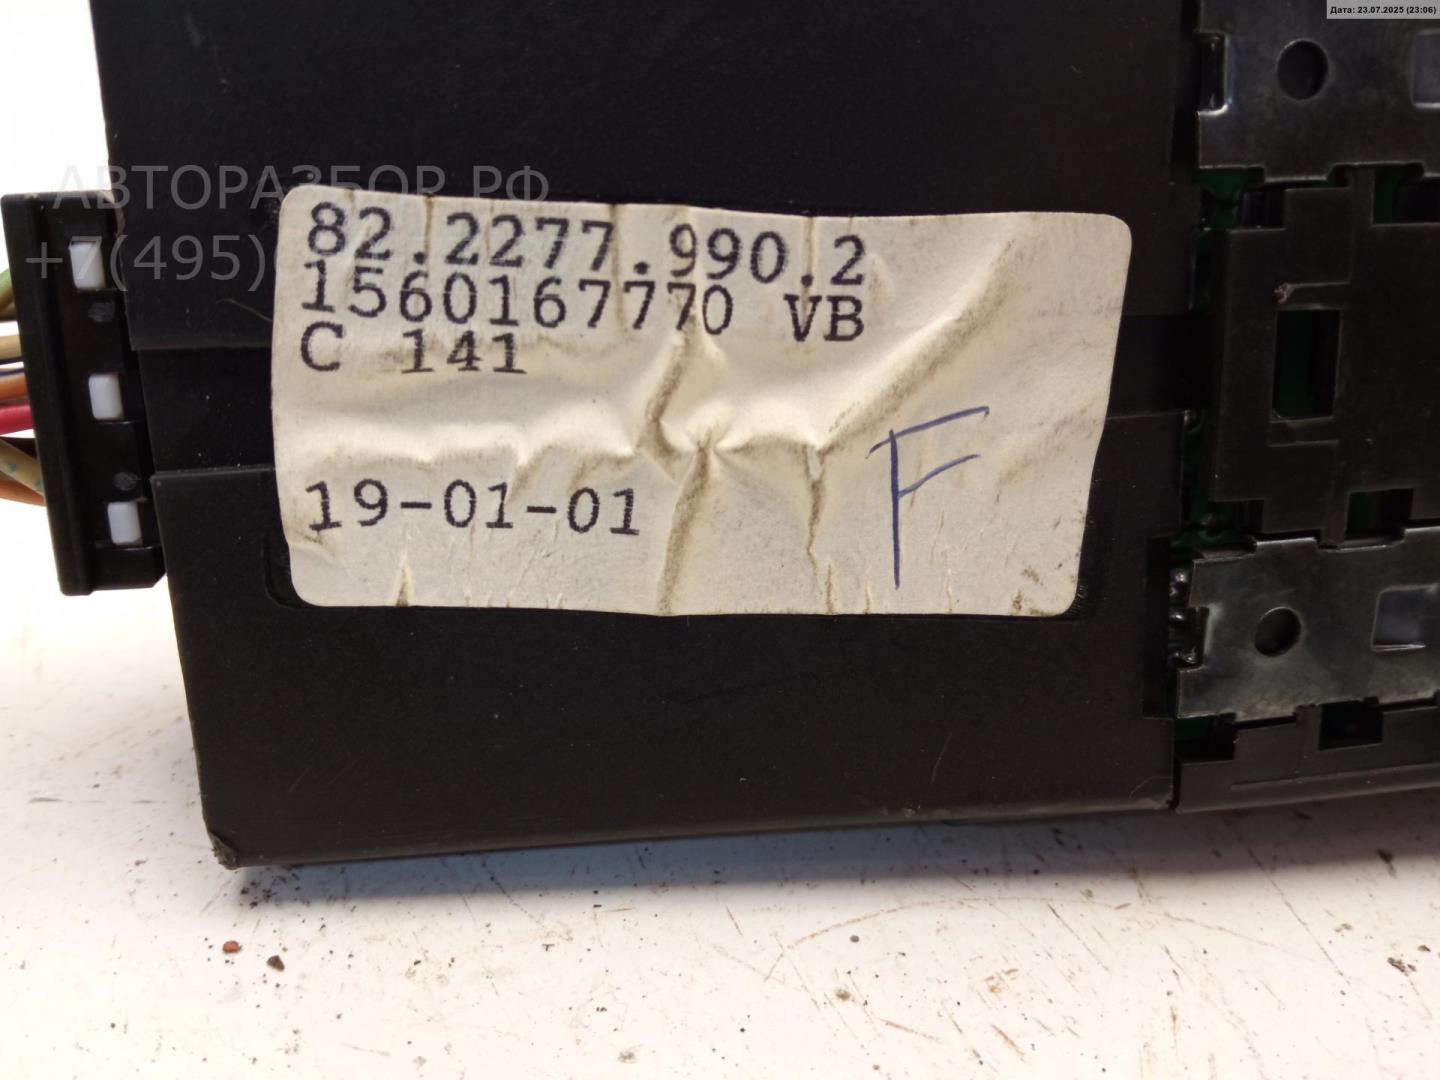 Дата: 23.07.2025 (23:06)
АВТОРАЗБОР.РФ
+7(495)
82.2277.990.2
1560167770 VB
C 141
19-01-01
F